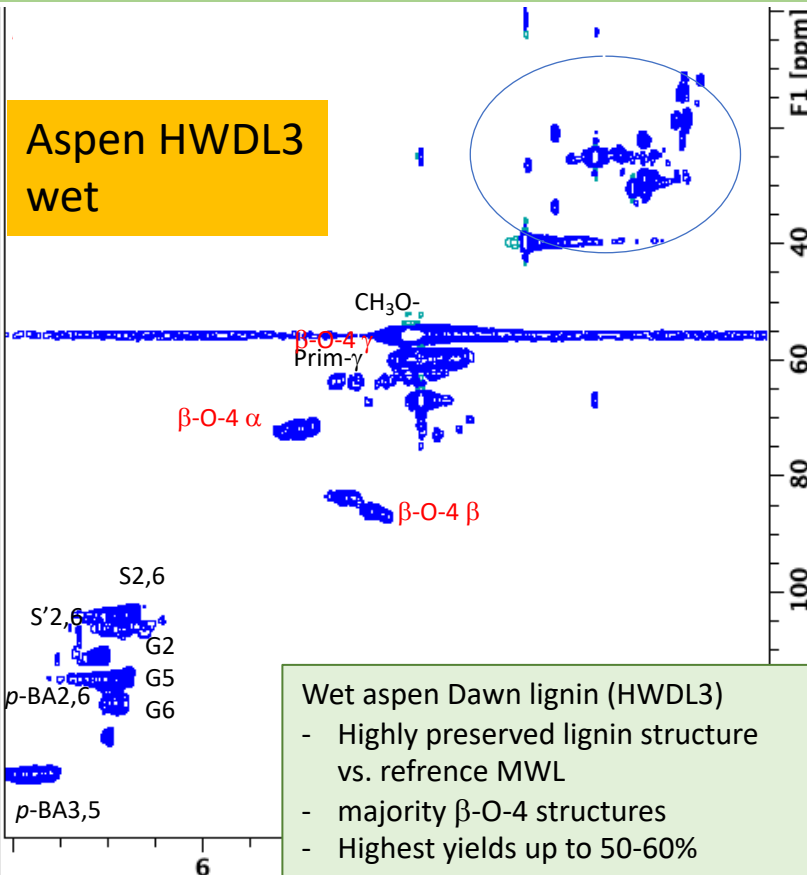 F1 [ppm]
Aspen HWDL3
wet
40
CH₃O-
β-O-4 γ
Prim-γ
60
β-O-4 α
80
β-O-4 β
S2,6
100
S’2,6
G2
G5
p-BA2,6
G6
p-BA3,5
6
Wet aspen Dawn lignin (HWDL3)
- Highly preserved lignin structure
vs. refrence MWL
- majority β-O-4 structures
- Highest yields up to 50-60%